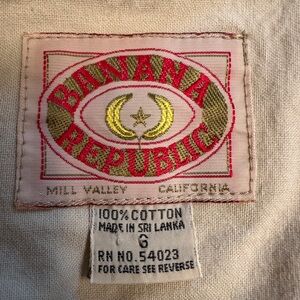 BANANA
REPUBLIC
MILL VALLEY CALIFORNIA
100% COTTON
MADE IN SRI LANKA
6
RN NO. 54023
FOR CARE SEE REVERSE